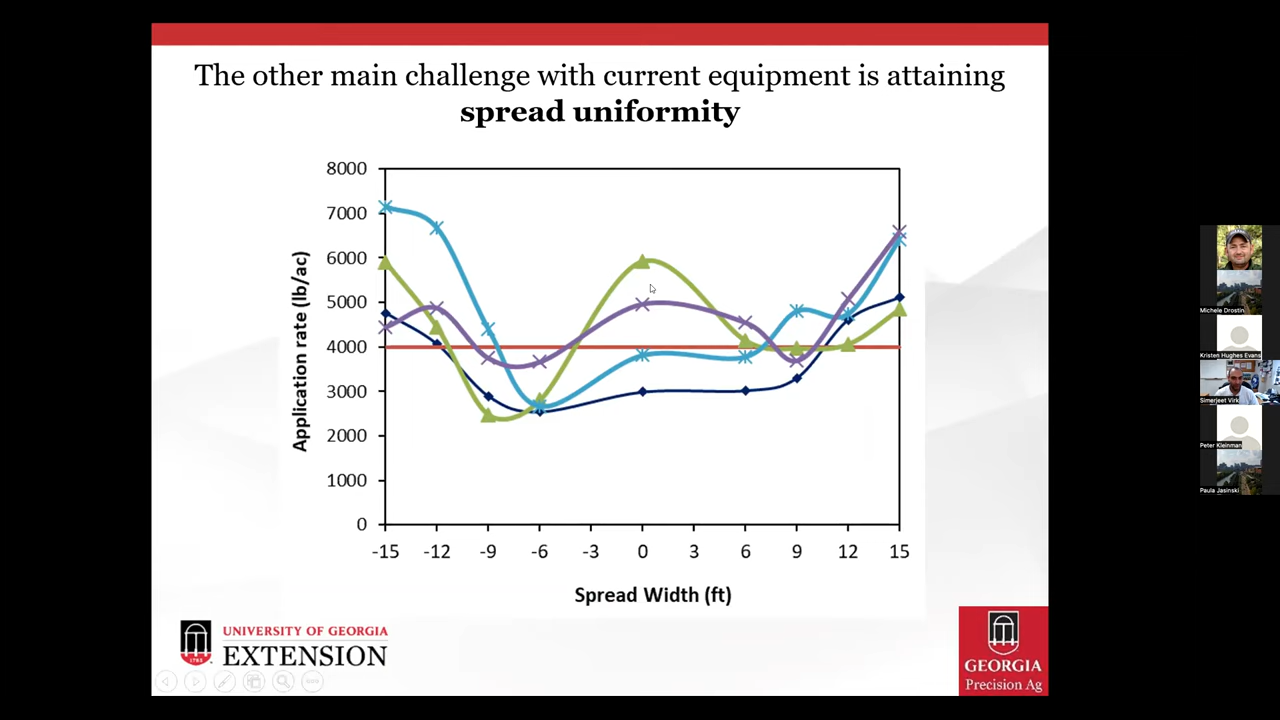 The other main challenge with current equipment is attaining
spread uniformity
8000
7000
6000
5000
4000
3000
2000
1000
0
Application rate (lb/ac)
-15 -12 -9 -6 -3 0 3 6 9 12 15
Spread Width (ft)
1785
UNIVERSITY OF GEORGIA
EXTENSION
GEORGIA
Precision Ag
Michele Drostin
Kristen Hughes Evans
Simerjeet Virk
Peter Kleinman
Paula Jasinski